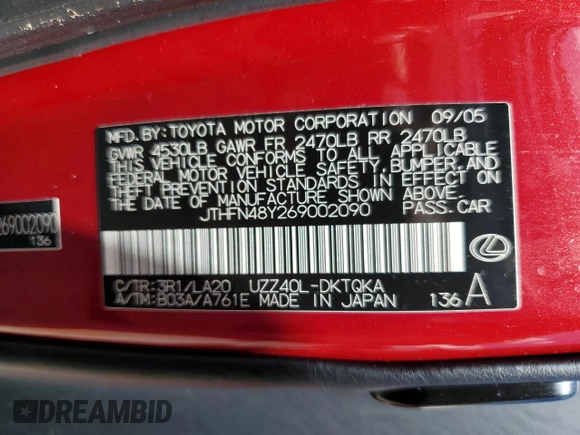 MFD. BY: TOYOTA MOTOR CORPORATION 09/05
GVWR 4530LB GAWR FR 2470LB RR 2470LB
THIS VEHICLE CONFORMS TO ALL APPLICABLE
FEDERAL MOTOR VEHICLE SAFETY, BUMPER, AND
THEFT PREVENTION STANDARDS IN EFFECT ON
THE DATE OF MANUFACTURE SHOWN ABOVE.
JTHFN48Y269002090 PASS. CAR
269002090
136
C/TR: 3R1/LA20 UZZ40L-DKTQKA
A/TM: B03A/A761E MADE IN JAPAN 136 A
DREAMBID